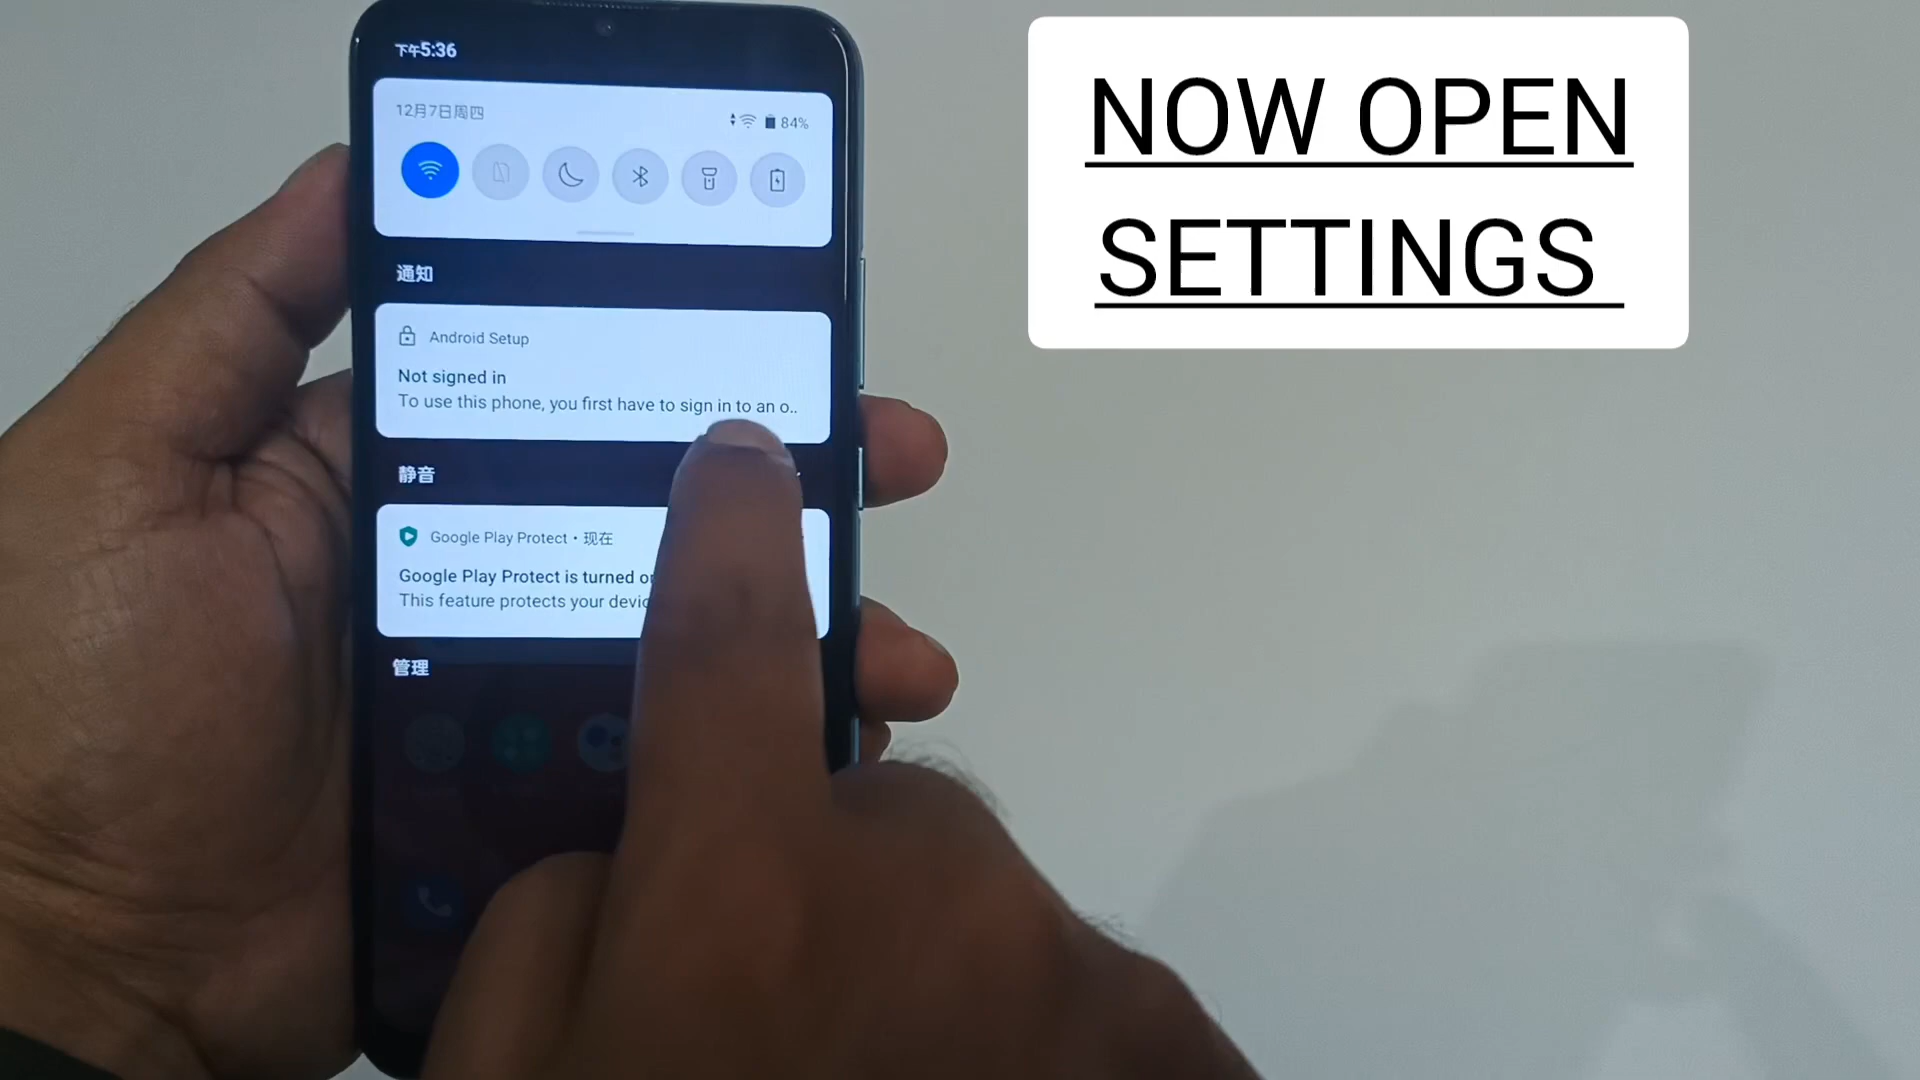 下午5:36
12月7日周四
84%
通知
Android Setup
Not signed in
To use this phone, you first have to sign in to an o..
静音
Google Play Protect • 现在
Google Play Protect is turned
This feature protects your
管理
NOW OPEN
SETTINGS